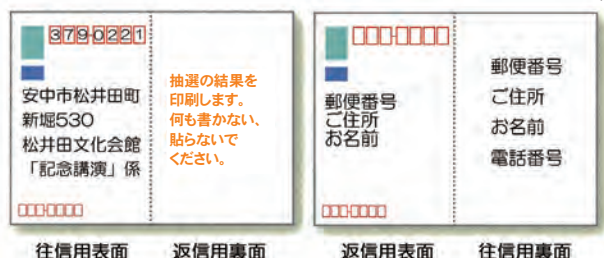 3790221
安中市松井田町
新堀530
松井田文化会館
「記念講演」係
抽選の結果を
印刷します。
何も書かない、
貼らないで
ください。
往信用表面
返信用裏面
郵便番号
ご住所
お名前
郵便番号
ご住所
お名前
電話番号
返信用表面
往信用裏面